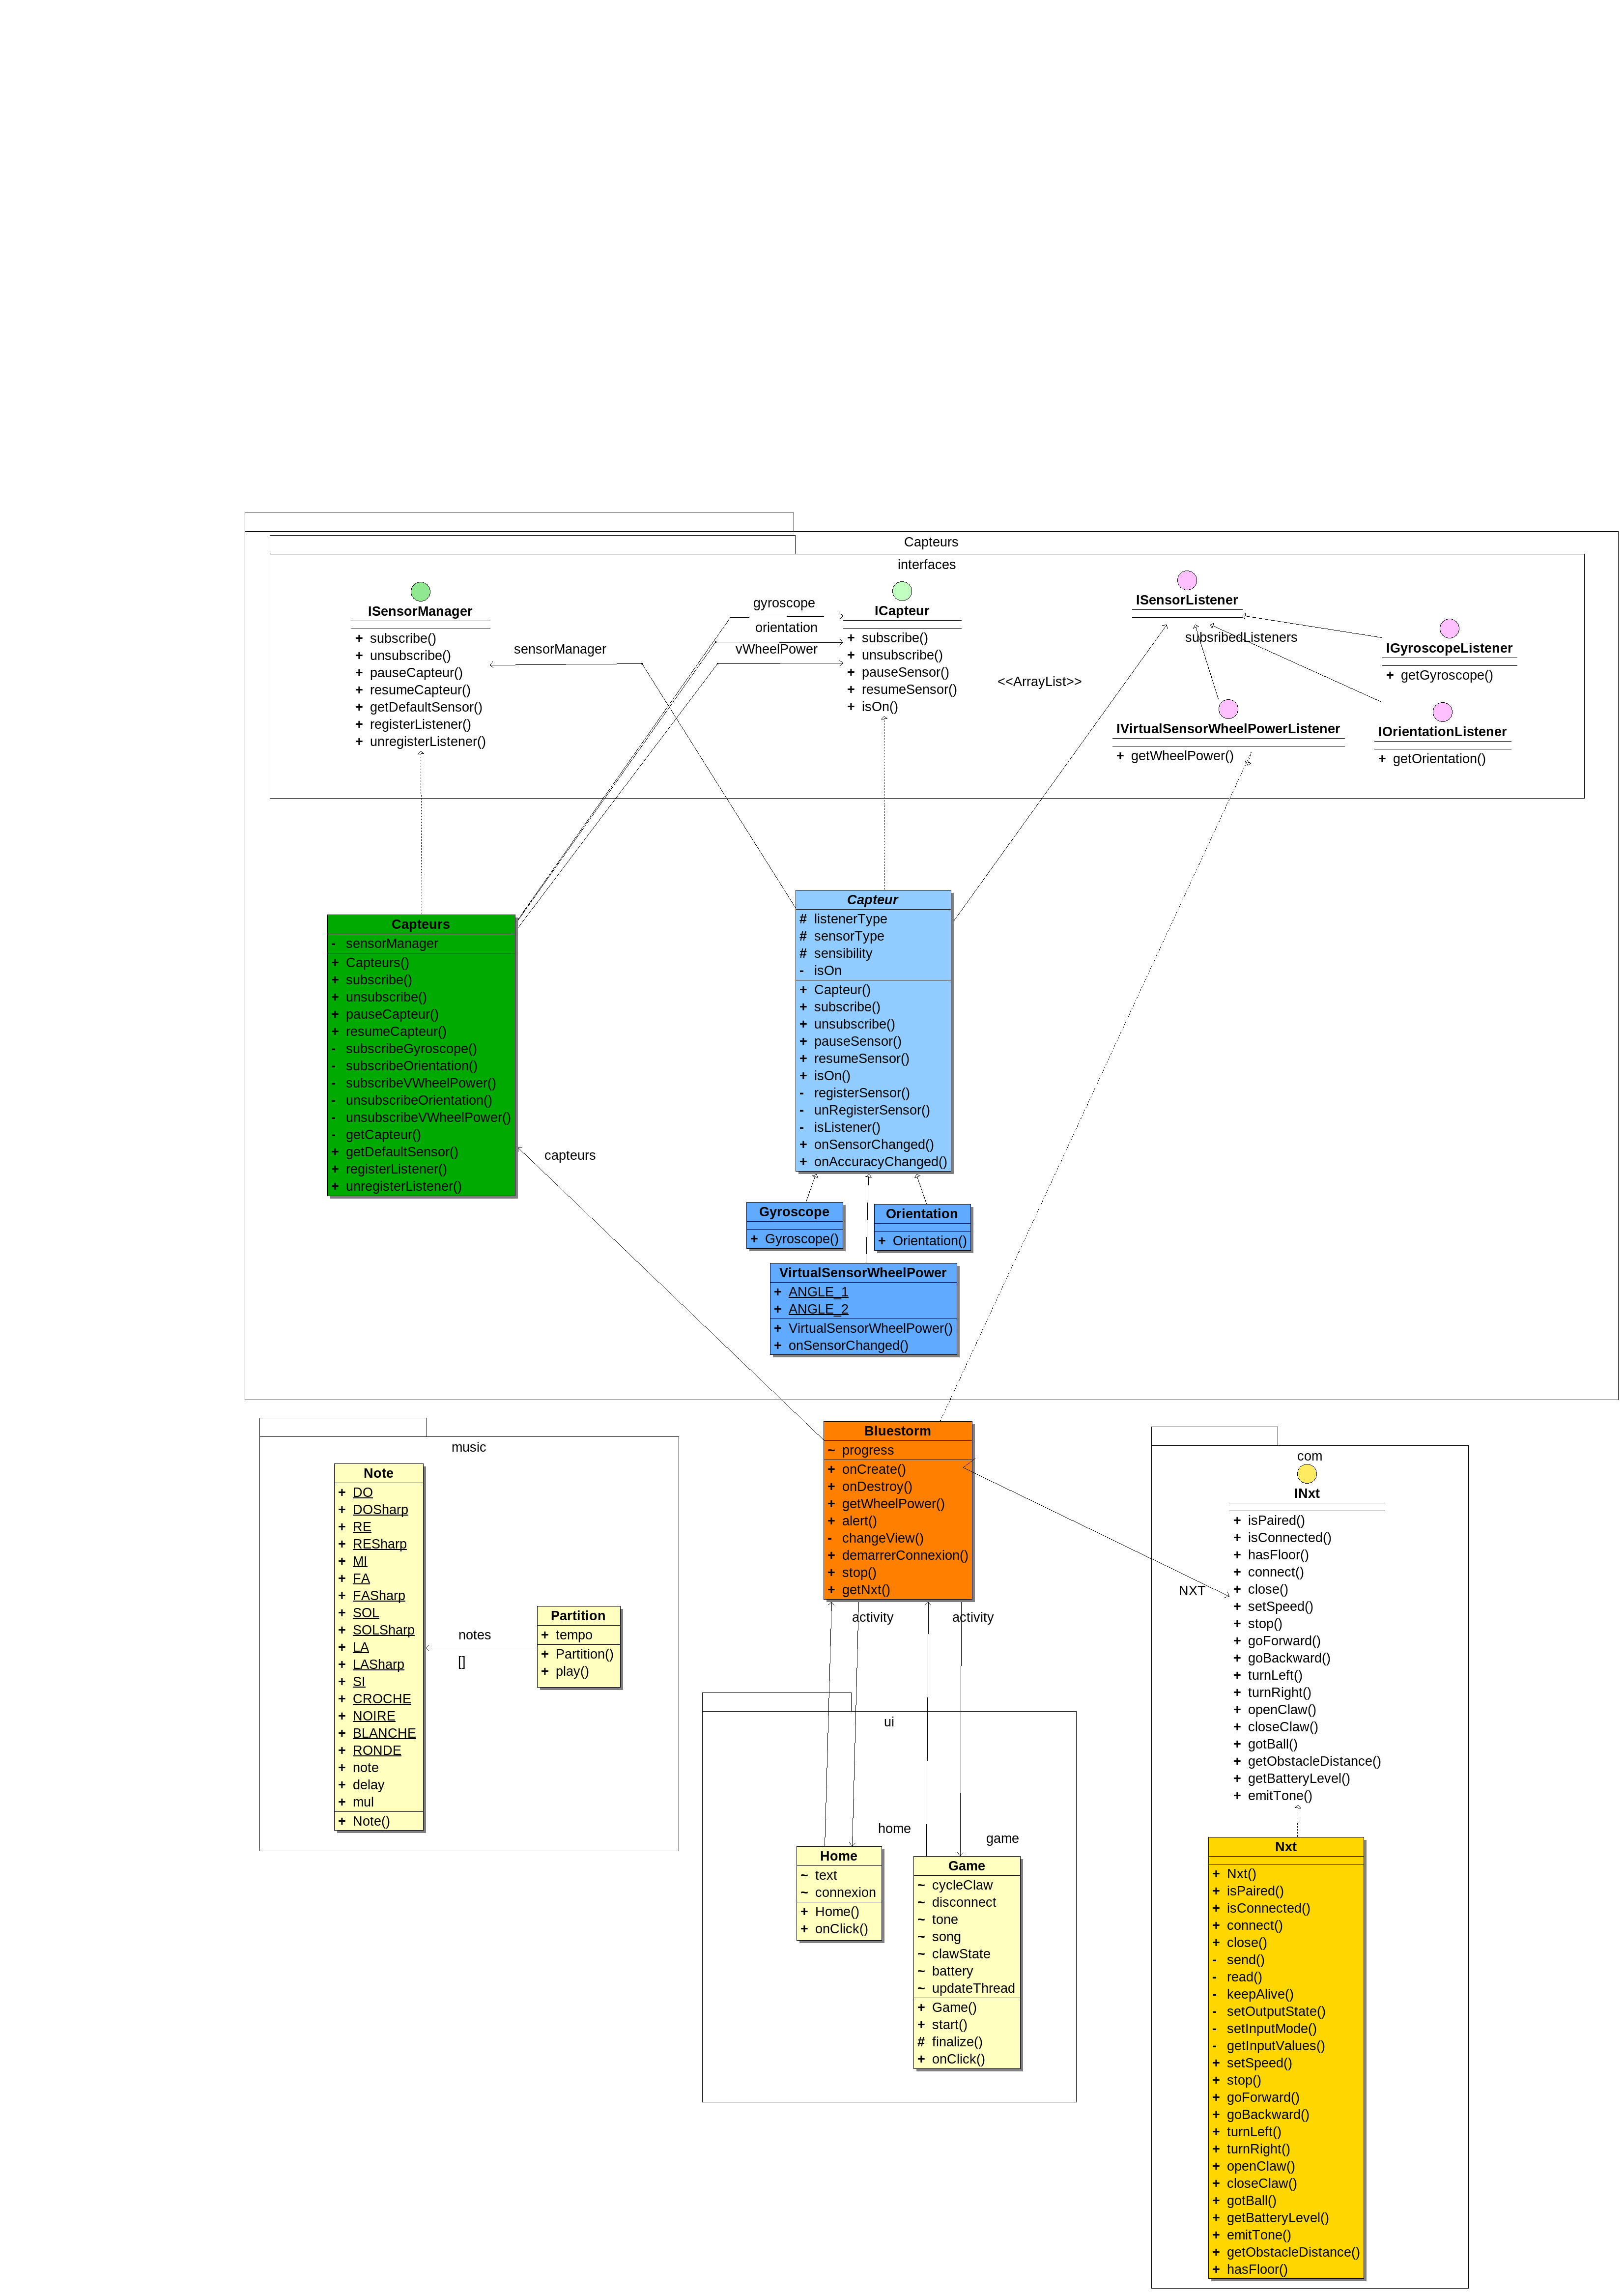 Capteurs
interfaces
ISensorManager
+ subscribe()
+ unsubscribe()
+ pauseCapteur()
+ resumeCapteur()
+ getDefaultSensor()
+ registerListener()
+ unregisterListener()
sensorManager
gyroscope
orientation
vWheelPower
ICapteur
+ subscribe()
+ unsubscribe()
+ pauseSensor()
+ resumeSensor()
+ isOn()
<<ArrayList>>
ISensorListener
subsribedListeners
IGyroscopeListener
+ getGyroscope()
IVirtualSensorWheelPowerListener
+ getWheelPower()
IOrientationListener
+ getOrientation()
Capteurs
- sensorManager
+ Capteurs()
+ subscribe()
+ unsubscribe()
+ pauseCapteur()
+ resumeCapteur()
- subscribeGyroscope()
- subscribeOrientation()
- subscribeVWheelPower()
- unsubscribeOrientation()
- unsubscribeVWheelPower()
- getCapteur()
+ getDefaultSensor()
+ registerListener()
+ unregisterListener()
capteurs
Capteur
# listenerType
# sensorType
# sensibility
- isOn
+ Capteur()
+ subscribe()
+ unsubscribe()
+ pauseSensor()
+ resumeSensor()
+ isOn()
- registerSensor()
- unRegisterSensor()
- isListener()
+ onSensorChanged()
+ onAccuracyChanged()
Gyroscope
+ Gyroscope()
Orientation
+ Orientation()
VirtualSensorWheelPower
+ ANGLE_1
+ ANGLE_2
+ VirtualSensorWheelPower()
+ onSensorChanged()
music
Note
+ DO
+ DOSharp
+ RE
+ RESharp
+ MI
+ FA
+ FASharp
+ SOL
+ SOLSharp
+ LA
+ LASharp
+ SI
+ CROCHE
+ NOIRE
+ BLANCHE
+ RONDE
+ note
+ delay
+ mul
+ Note()
notes
[]
Partition
+ tempo
+ Partition()
+ play()
Bluestorm
~ progress
+ onCreate()
+ onDestroy()
+ getWheelPower()
+ alert()
- changeView()
+ demarrerConnexion()
+ stop()
+ getNxt()
activity
activity
ui
home
game
Home
~ text
~ connexion
+ Home()
+ onClick()
Game
~ cycleClaw
~ disconnect
~ tone
~ song
~ clawState
~ battery
~ updateThread
+ Game()
+ start()
# finalize()
+ onClick()
com
INxt
+ isPaired()
+ isConnected()
+ hasFloor()
+ connect()
+ close()
+ setSpeed()
+ stop()
+ goForward()
+ goBackward()
+ turnLeft()
+ turnRight()
+ openClaw()
+ closeClaw()
+ gotBall()
+ getObstacleDistance()
+ getBatteryLevel()
+ emitTone()
NXT
Nxt
+ Nxt()
+ isPaired()
+ isConnected()
+ connect()
+ close()
- send()
- read()
- keepAlive()
- setOutputState()
- setInputMode()
- getInputValues()
+ setSpeed()
+ stop()
+ goForward()
+ goBackward()
+ turnLeft()
+ turnRight()
+ openClaw()
+ closeClaw()
+ gotBall()
+ getBatteryLevel()
+ emitTone()
+ getObstacleDistance()
+ hasFloor()